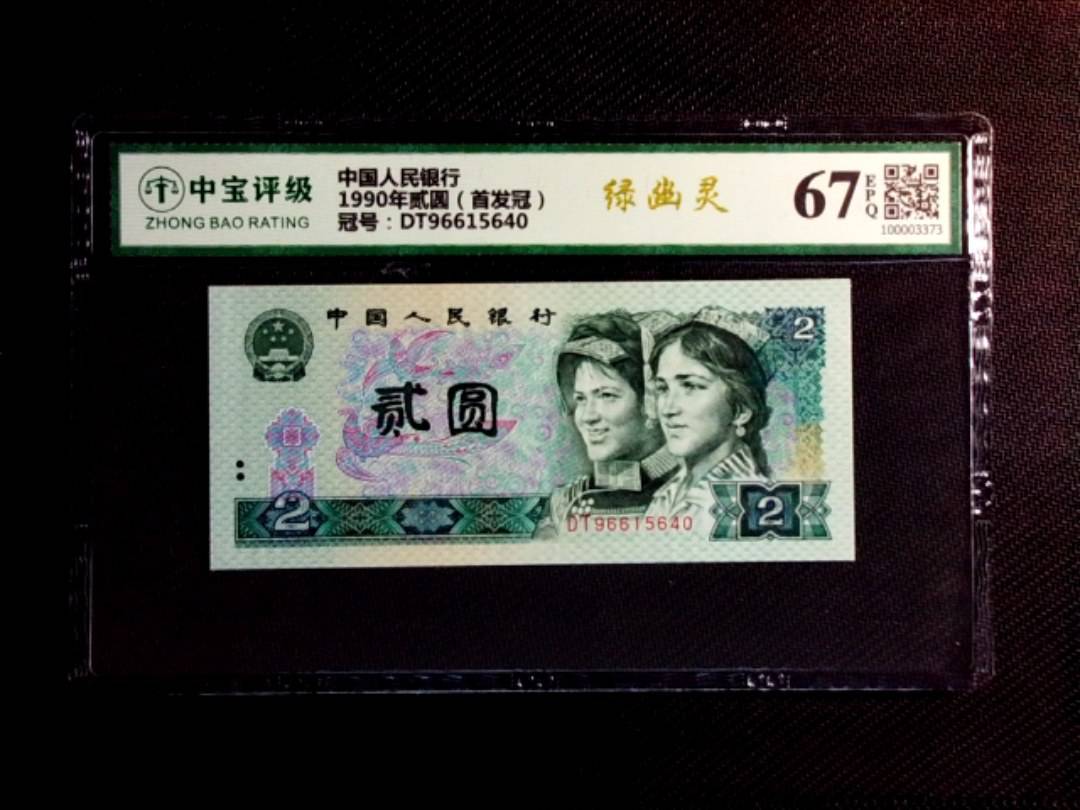 中宝评级
ZHONG BAO RATING
中国人民银行
1990年贰圆（首发冠）
冠号：DT96615640
绿幽灵
67
EPQ
100003373
中国人民银行
2
贰圆
2
DT96615640
2